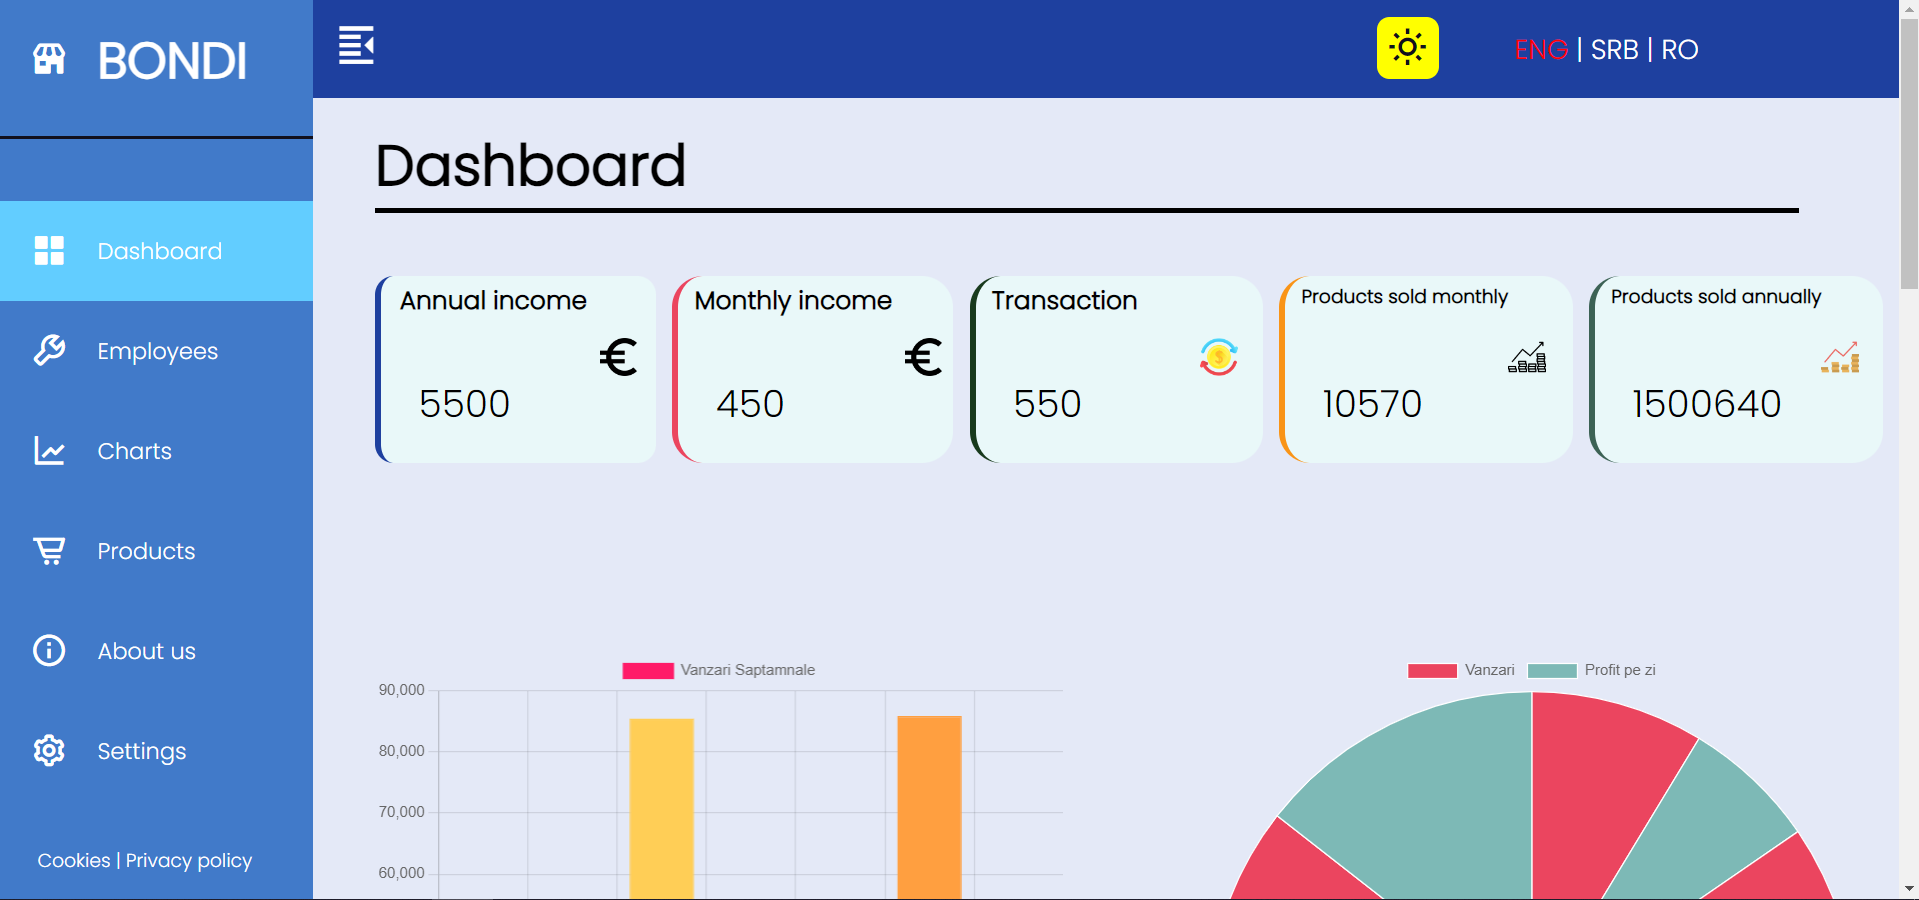 BONDI
ENG | SRB | RO
Dashboard
Dashboard
Employees
Charts
Products
About us
Settings
Cookies | Privacy policy
Annual income
€
5500
Monthly income
€
450
Transaction
550
Products sold monthly
10570
Products sold annually
1500640
Vanzari Saptamnale
90,000
80,000
70,000
60,000
Vanzari Profit pe zi